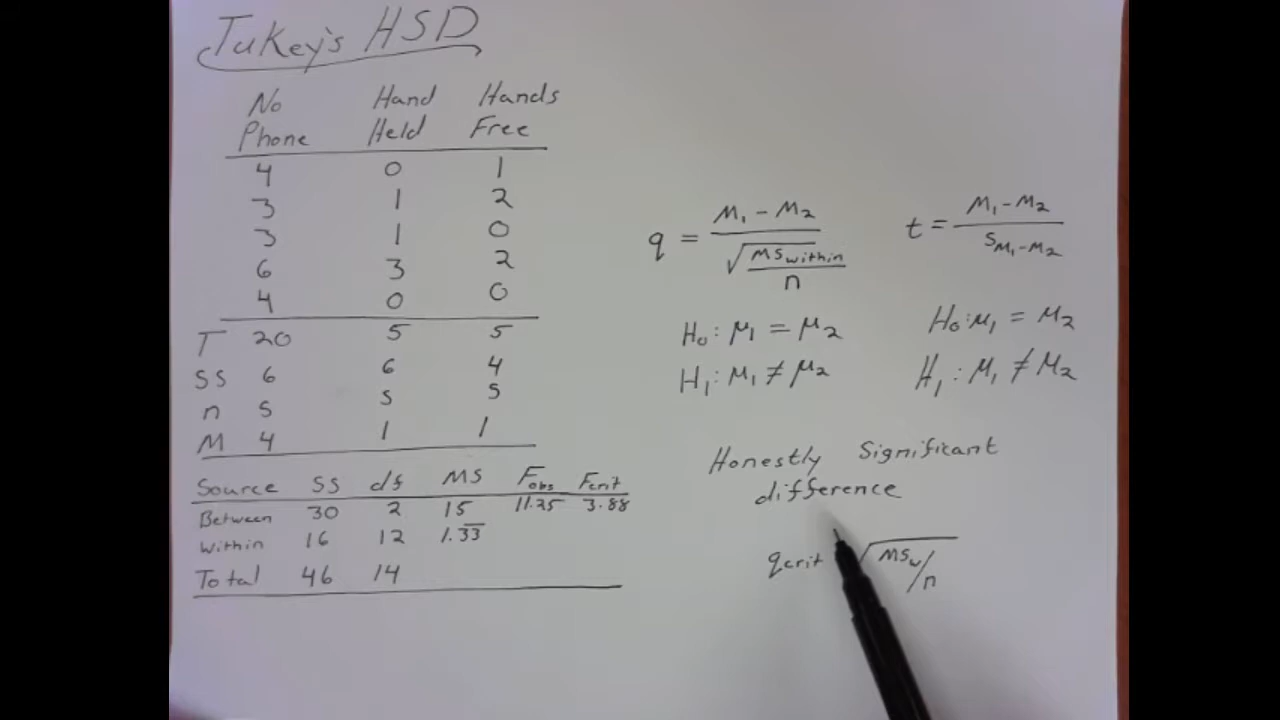 Tukey's HSD
No Hand Hands
Phone Held Free
4 0 1
3 1 2
3 1 0
6 3 2
4 0 0
T 20 5 5
SS 6 6 4
n 5 5 5
M 4 1 1
Source SS df MS Fobs Fcrit
Between 30 2 15 11.25 3.88
Within 16 12 1.3̅3̅
Total 46 14
q = M₁ - M₂ / √MSwithin / n
H₀: μ₁ = μ₂
H₁: μ₁ ≠ μ₂
t = M₁ - M₂ / s M₁ - M₂
H₀: μ₁ = μ₂
H₁: μ₁ ≠ μ₂
Honestly Significant
difference
qcrit √MSw/n